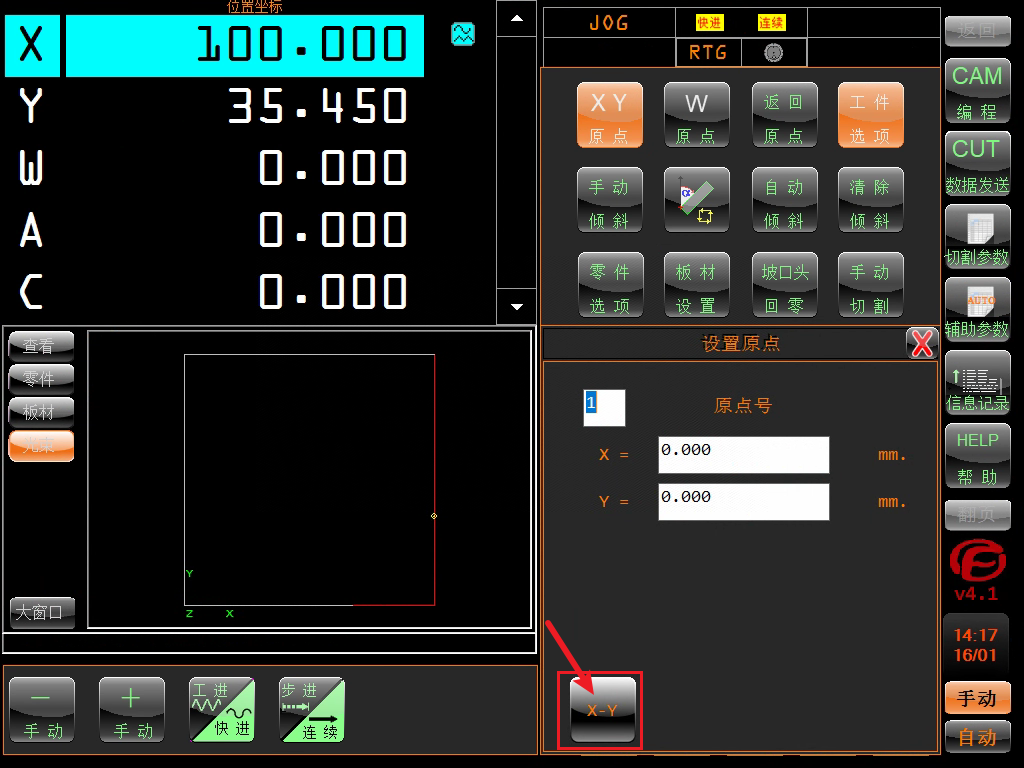 位置坐标
X 100.000
Y 35.450
W 0.000
A 0.000
C 0.000
JOG 快进 连续
RTG
X Y
原 点
W
原 点
返 回
原 点
工 件
选 项
手 动
倾 斜
α
自 动
倾 斜
清 除
倾 斜
零 件
选 项
板 材
设 置
坡口头
回 零
手 动
切 割
设置原点
X
1 原点号
X = 0.000 mm.
Y = 0.000 mm.
X-Y
查看
零件
板材
光束
大窗口
Y
Z X
—
手 动
+
手 动
工 进
快 进
步 进
连 续
返回
CAM
编 程
CUT
数据发送
切割参数
AUTO
辅助参数
信息记录
HELP
帮 助
翻页
v4.1
14:17
16/01
手动
自动